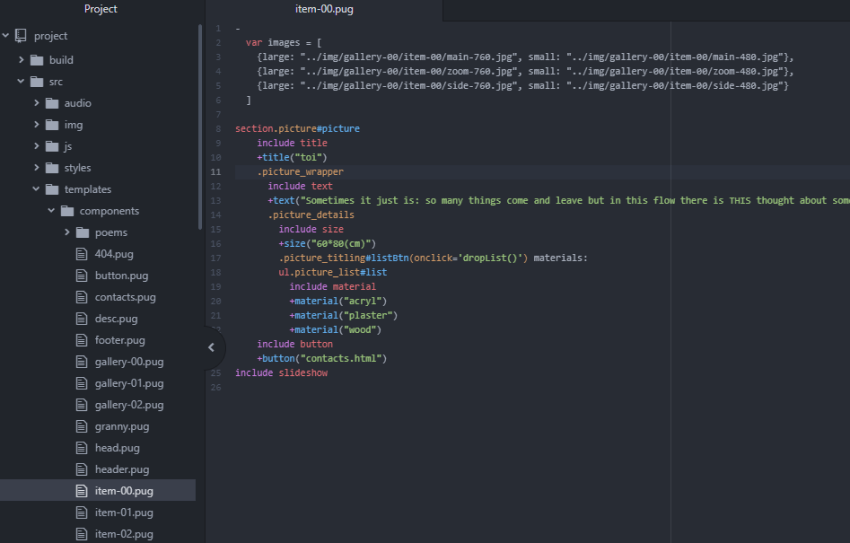 Project
project
build
src
audio
img
js
styles
templates
components
poems
404.pug
button.pug
contacts.pug
desc.pug
footer.pug
gallery-00.pug
gallery-01.pug
gallery-02.pug
granny.pug
head.pug
header.pug
item-00.pug
item-01.pug
item-02.pug
item-00.pug
1 -
2 var images = [
3 {large: "../img/gallery-00/item-00/main-760.jpg", small: "../img/gallery-00/item-00/main-480.jpg"},
4 {large: "../img/gallery-00/item-00/zoom-760.jpg", small: "../img/gallery-00/item-00/zoom-480.jpg"},
5 {large: "../img/gallery-00/item-00/side-760.jpg", small: "../img/gallery-00/item-00/side-480.jpg"}
6 ]
7
8 section.picture#picture
9 include title
10 +title("toi")
11 .picture_wrapper
12 include text
13 +text("Sometimes it just is: so many things come and leave but in this flow there is THIS thought about
14 .picture_details
15 include size
16 +size("60*80(cm)")
17 .picture_titling#listBtn(onclick='dropList()') materials:
18 ul.picture_list#list
19 include material
20 +material("acryl")
21 +material("plaster")
+material("wood")
include button
+button("contacts.html")
25 include slideshow
26